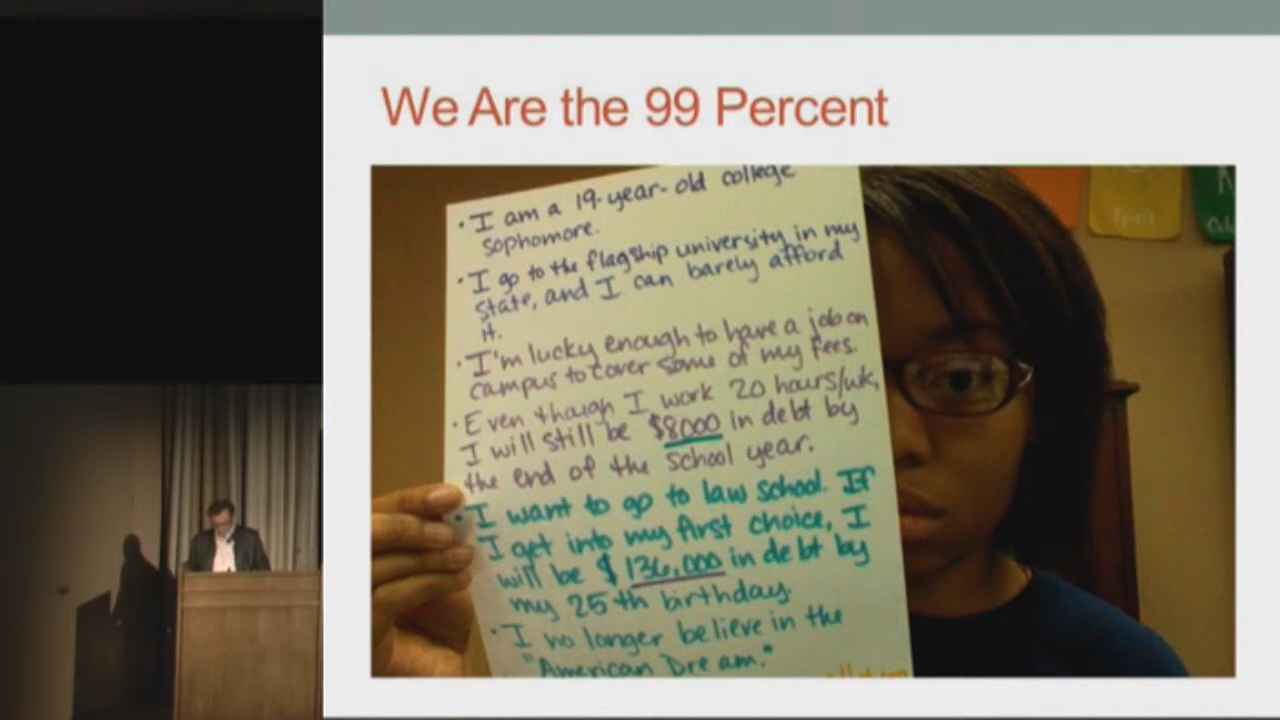 We Are the 99 Percent
• I am a 19-year-old college
sophomore.
• I go to the flagship university in my
state, and I can barely afford
it.
• I'm lucky enough to have a job on
campus to cover some of my fees.
• Even though I work 20 hours/wk,
I will still be $8000 in debt by
the end of the school year.
• I want to go to law school. If
I get into my first choice, I
will be $136,000 in debt by
my 25th birthday.
• I no longer believe in the
"American Dream."
Spirit